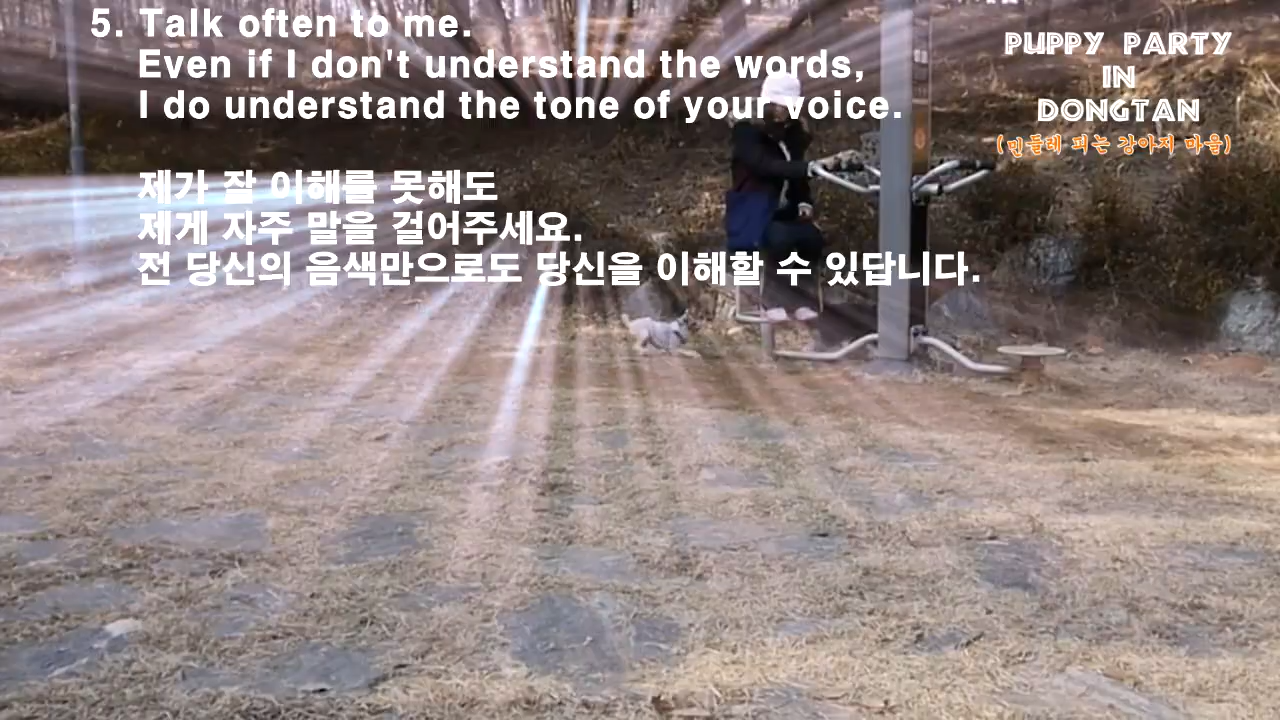 5. Talk often to me.
Even if I don't understand the words,
I do understand the tone of your voice.
제가 잘 이해를 못해도
제게 자주 말을 걸어주세요.
전 당신의 음색만으로도 당신을 이해할 수 있답니다.
PUPPY PARTY
IN
DONGTAN
(민들레 피는 강아지 마을)